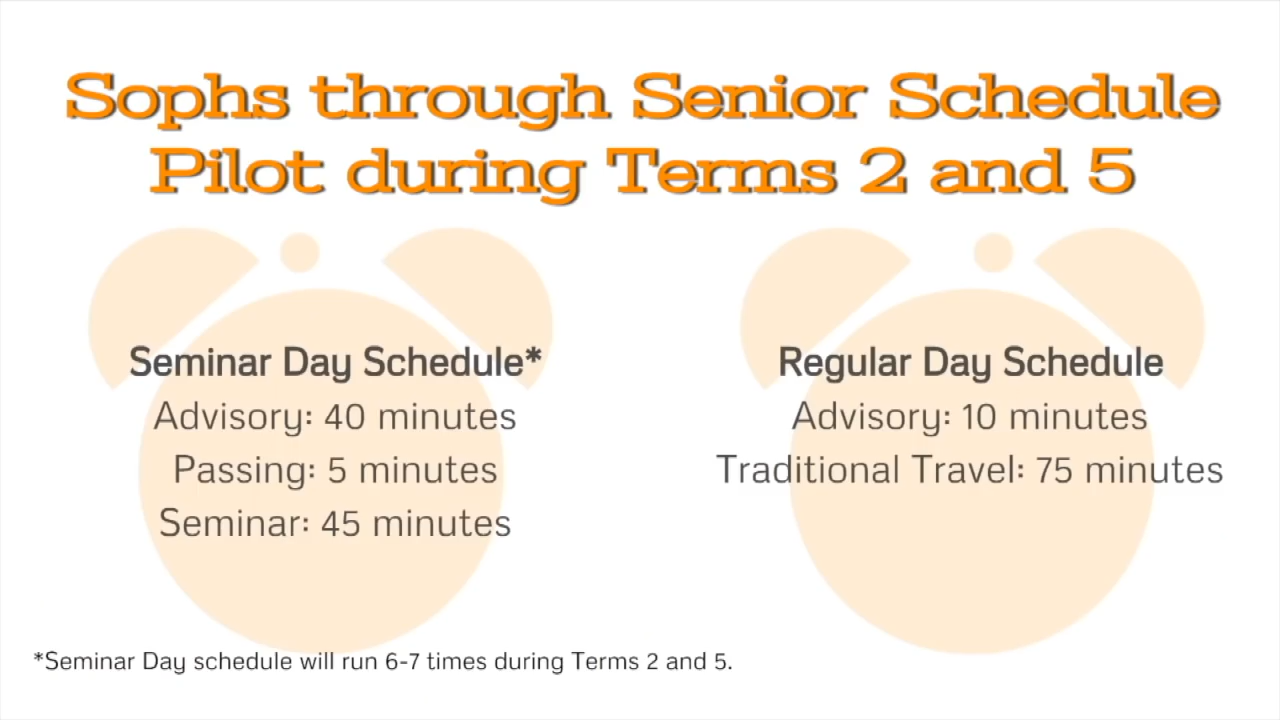 Sophs through Senior Schedule
Pilot during Terms 2 and 5
Seminar Day Schedule*
Advisory: 40 minutes
Passing: 5 minutes
Seminar: 45 minutes
Regular Day Schedule
Advisory: 10 minutes
Traditional Travel: 75 minutes
*Seminar Day schedule will run 6-7 times during Terms 2 and 5.